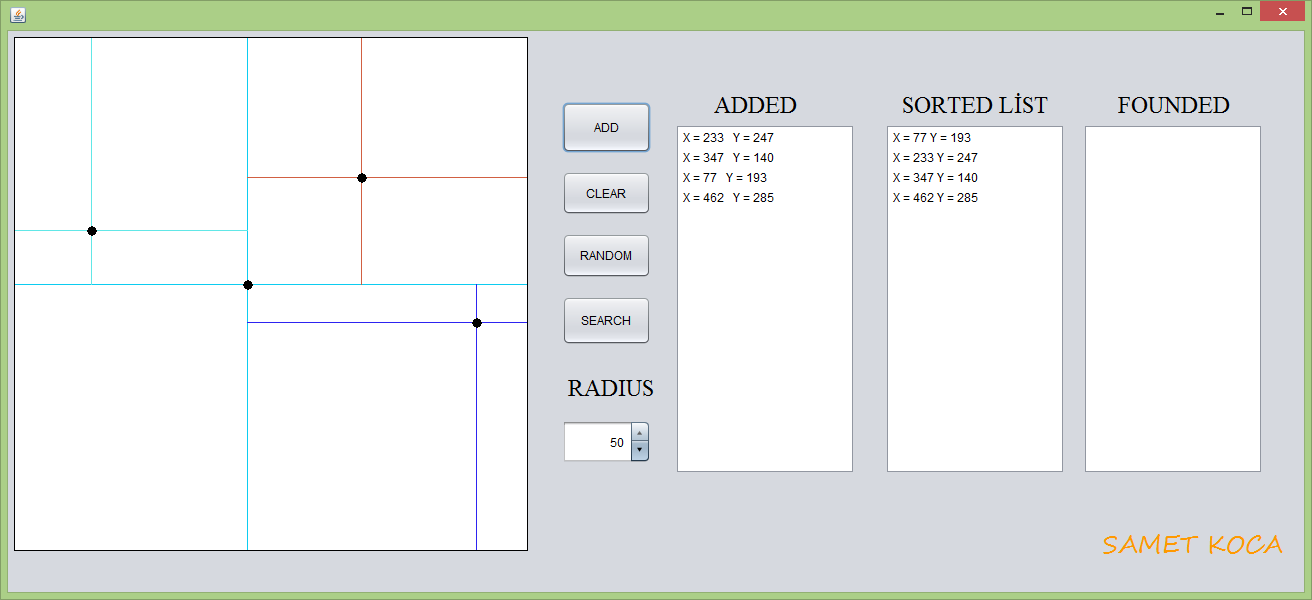 ADD
CLEAR
RANDOM
SEARCH
RADIUS
50
ADDED
X = 233 Y = 247
X = 347 Y = 140
X = 77 Y = 193
X = 462 Y = 285
SORTED LİST
X = 77 Y = 193
X = 233 Y = 247
X = 347 Y = 140
X = 462 Y = 285
FOUNDED
SAMET KOCA